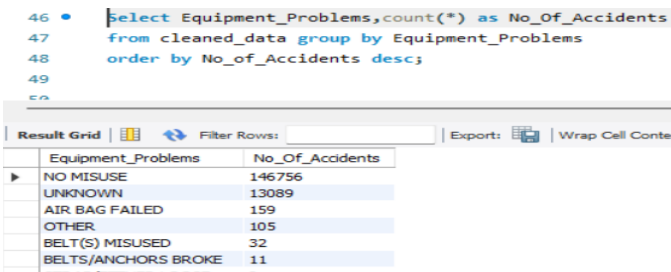 46 Select Equipment_Problems,count(*) as No_Of_Accidents
47 from cleaned_data group by Equipment_Problems
48 order by No_of_Accidents desc;
49
Result Grid Filter Rows: Export: Wrap Cell Conte
Equipment_Problems No_Of_Accidents
NO MISUSE 146756
UNKNOWN 13089
AIR BAG FAILED 159
OTHER 105
BELT(S) MISUSED 32
BELTS/ANCHORS BROKE 11